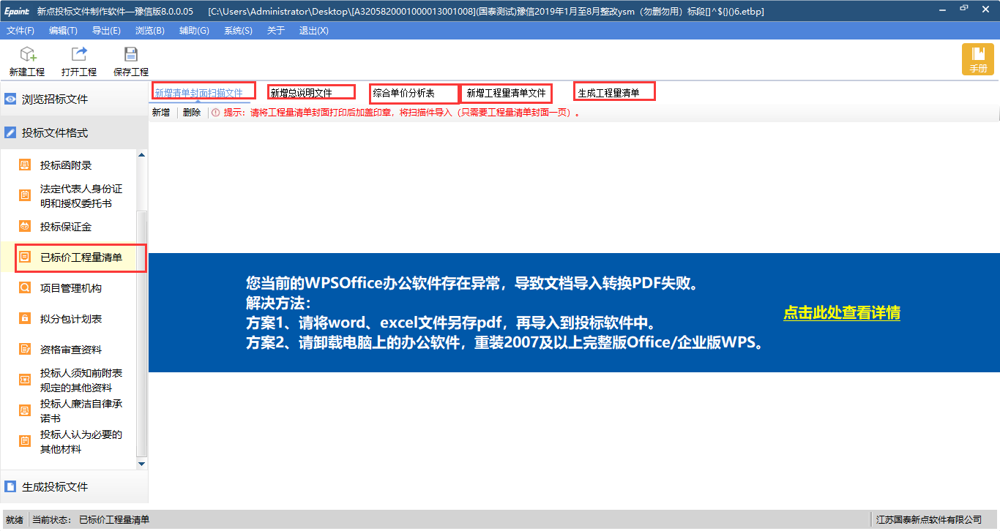 Epoint 新点投标文件制作软件—豫信版8.0.0.05 [C:\Users\Administrator\Desktop\[A3205820001000013001008](国泰测试)豫信2019年1月至8月整改ysm（勿删勿用）标段[]^${}()6.etbp]
文件(F) 编辑(T) 导出(E) 浏览(B) 辅助(G) 系统(S) 关于 退出(X)
新建工程 打开工程 保存工程 手册
浏览招标文件
投标文件格式
投标函附录
法定代表人身份证
明和授权委托书
投标保证金
已标价工程量清单
项目管理机构
拟分包计划表
资格审查资料
投标人须知前附表
规定的其他资料
投标人廉洁自律承
诺书
投标人认为必要的
其他材料
生成投标文件
新增清单封面扫描文件 新增总说明文件 综合单价分析表 新增工程量清单文件 生成工程量清单
新增 删除 提示：请将工程量清单封面打印后加盖印章，将扫描件导入（只需要工程量清单封面一页）。
您当前的WPSOffice办公软件存在异常，导致文档导入转换PDF失败。
解决方法：
方案1、请将word、excel文件另存pdf，再导入到投标软件中。
方案2、请卸载电脑上的办公软件，重装2007及以上完整版Office/企业版WPS。
点击此处查看详情
就绪 当前状态： 已标价工程量清单 江苏国泰新点软件有限公司